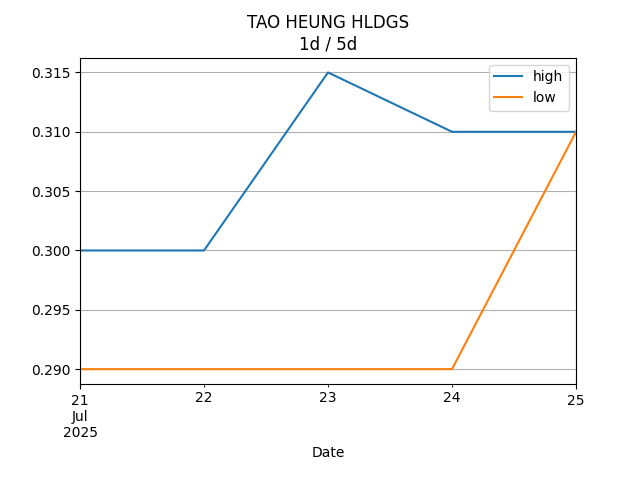 TAO HEUNG HLDGS
1d / 5d
high
low
0.315
0.310
0.305
0.300
0.295
0.290
21 22 23 24 25
Jul
2025
Date